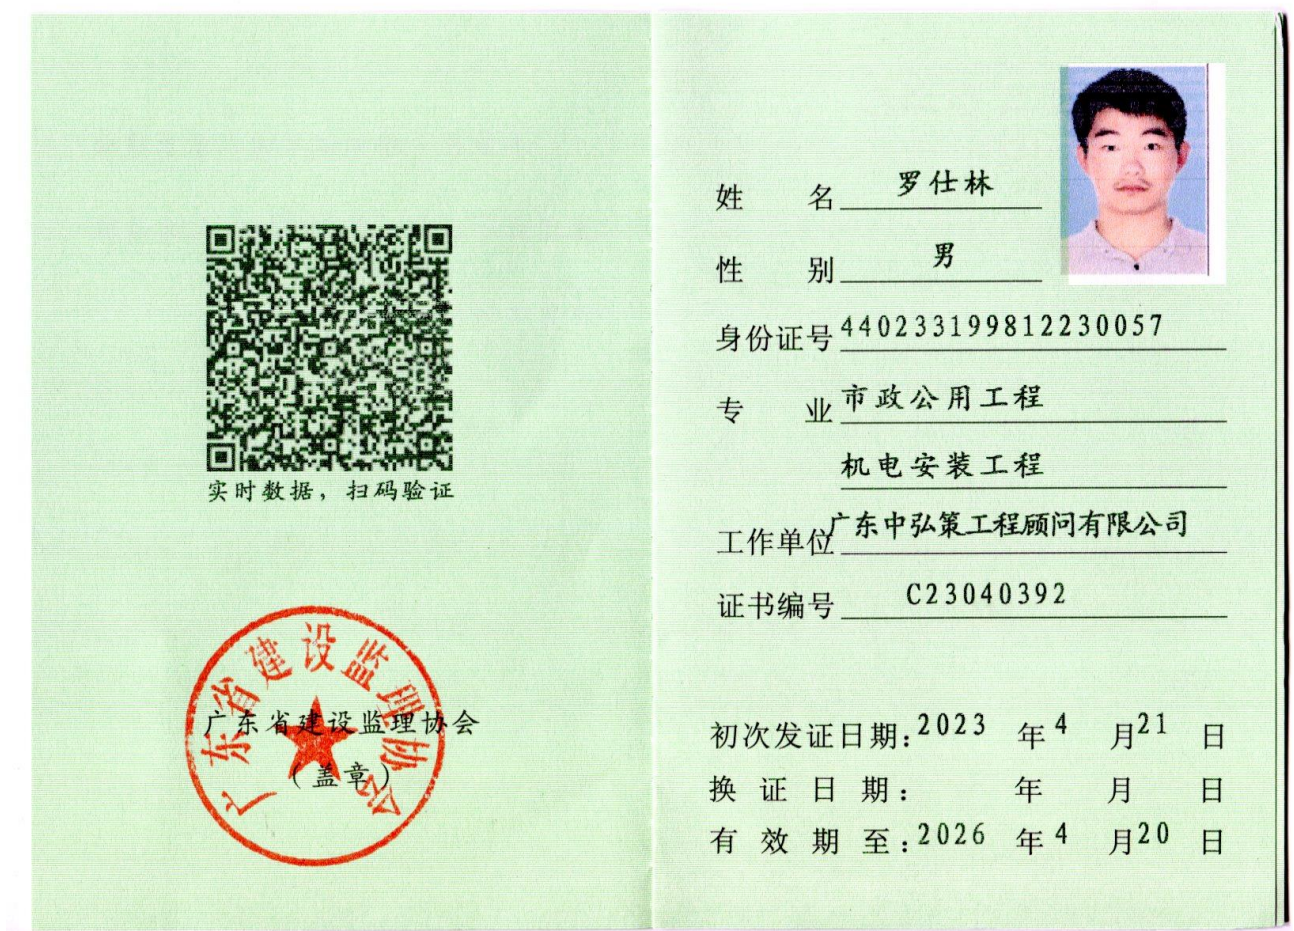 实时数据，扫码验证
广东省建设监理协会
广东省建设监理协会
（盖章）
姓名 罗仕林
性别 男
身份证号 440233199812230057
专业 市政公用工程
机电安装工程
工作单位 广东中弘策工程顾问有限公司
证书编号 C23040392
初次发证日期：2023 年 4 月 21 日
换证日期： 年 月 日
有效期至：2026 年 4 月 20 日